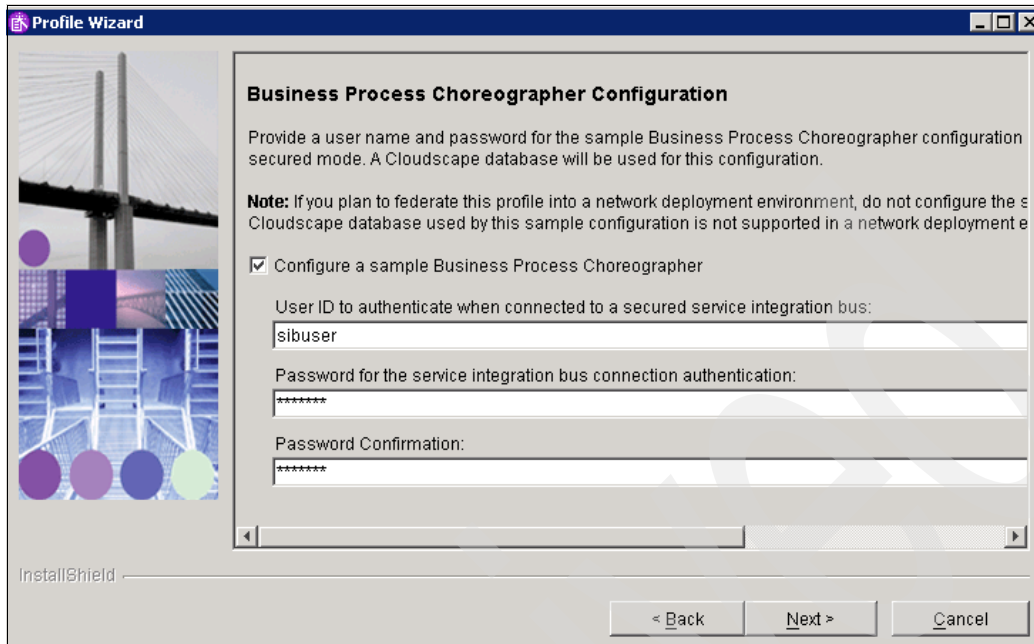 Profile Wizard
Business Process Choreographer Configuration
Provide a user name and password for the sample Business Process Choreographer configuration
secured mode. A Cloudscape database will be used for this configuration.
Note: If you plan to federate this profile into a network deployment environment, do not configure the s
Cloudscape database used by this sample configuration is not supported in a network deployment e
Configure a sample Business Process Choreographer
User ID to authenticate when connected to a secured service integration bus:
sibuser
Password for the service integration bus connection authentication:
*******
Password Confirmation:
*******
InstallShield
< Back
Next >
Cancel